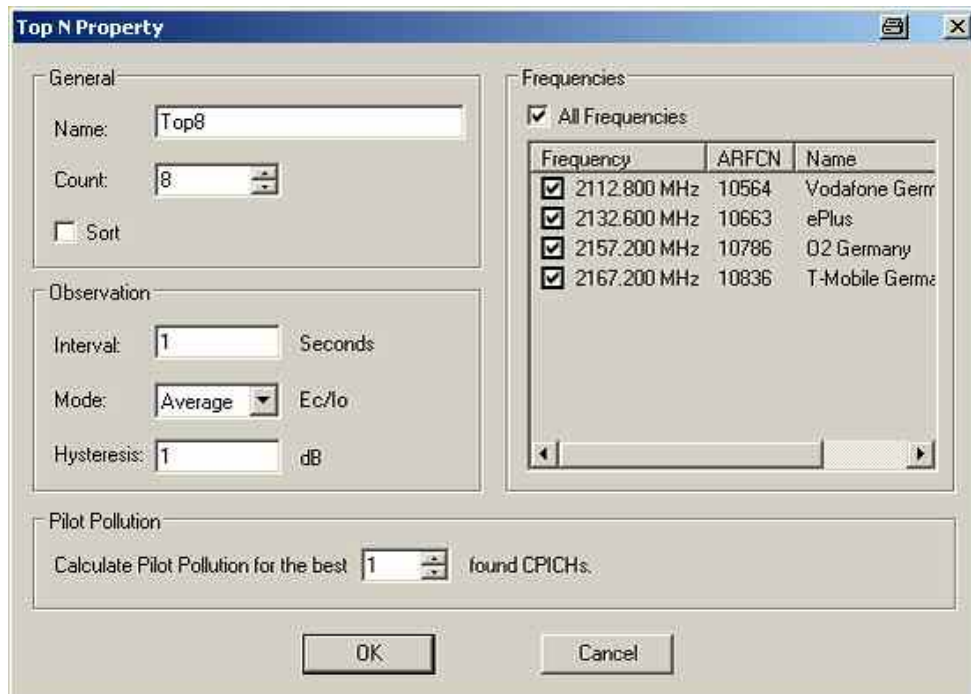 Top N Property
General
Name: Top8
Count: 8
Sort
Observation
Interval: 1 Seconds
Mode: Average Ec/Io
Hysteresis: 1 dB
Frequencies
All Frequencies
Frequency ARFCN Name
2112.800 MHz 10564 Vodafone Germ
2132.600 MHz 10663 ePlus
2157.200 MHz 10786 O2 Germany
2167.200 MHz 10836 T-Mobile Germa
Pilot Pollution
Calculate Pilot Pollution for the best 1 found CPICHs.
OK Cancel